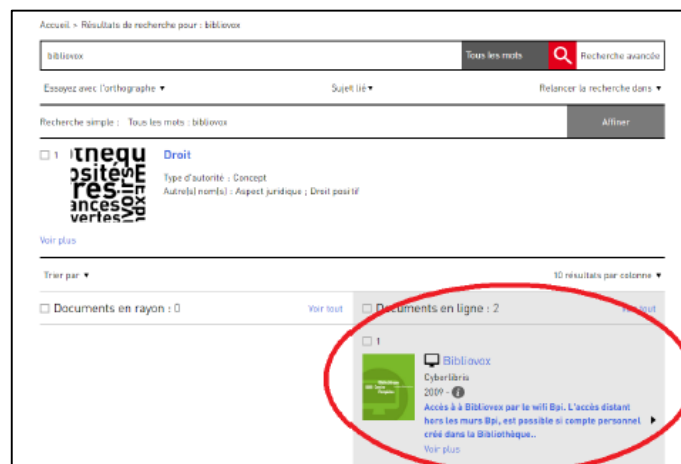 Accueil > Résultats de recherche pour : bibliovox
bibliovox
Tous les mots
Recherche avancée
Essayez avec l'orthographe ▼
Sujet lié ▼
Relancer la recherche dans ▼
Recherche simple : Tous les mots : bibliovox
Affiner
1
Droit
Type d'autorité : Concept
Autre(s) nom(s) : Aspect juridique ; Droit positif
Voir plus
Trier par ▼
10 résultats par colonne ▼
Documents en rayon : 0
Voir tout
Documents en ligne : 2
Voir tout
1
Bibliovox
Cyberlibris
2009 -
Accès à à Bibliovox par le wifi Bpi. L'accès distant
hors les murs Bpi, est possible si compte personnel
créé dans la Bibliothèque..
Voir plus